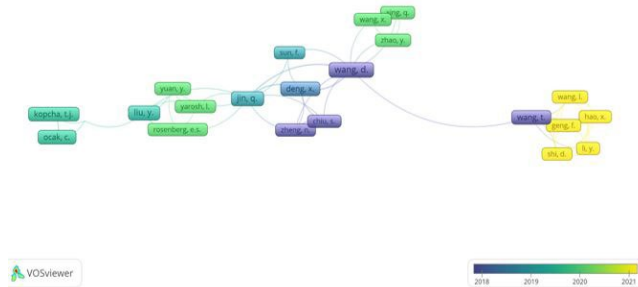 xing, q.
wang, x.
zhao, y.
sun, f.
wang, d.
yuan, y.
deng, x.
jin, q.
yarosh, l.
kopcha, t.j.
liu, y.
rosenberg, e.s.
zheng, n.
chiu, s.
ocak, c.
wang, l.
wang, t.
hao, x.
geng, f.
shi, d.
li, y.
VOSviewer
2018 2019 2020 2021